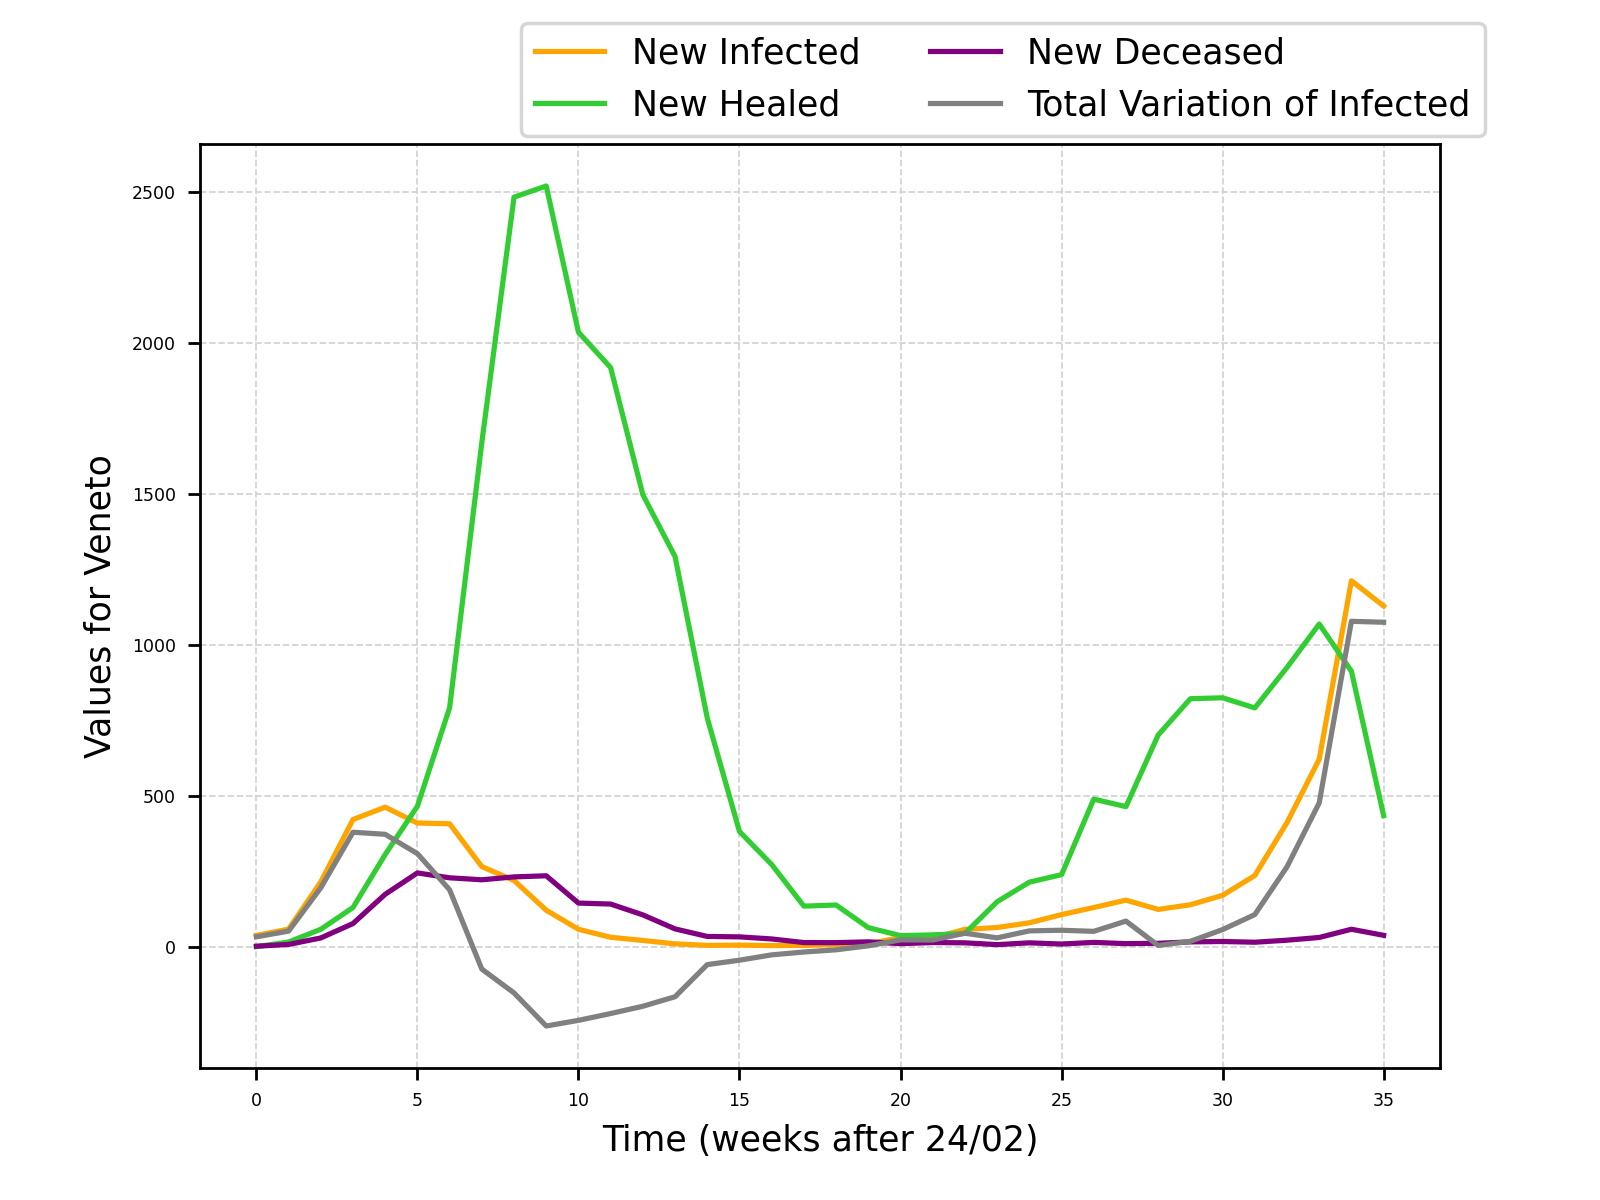 New Infected
New Healed
New Deceased
Total Variation of Infected
Values for Veneto
2500
2000
1500
1000
500
0
0 5 10 15 20 25 30 35
Time (weeks after 24/02)